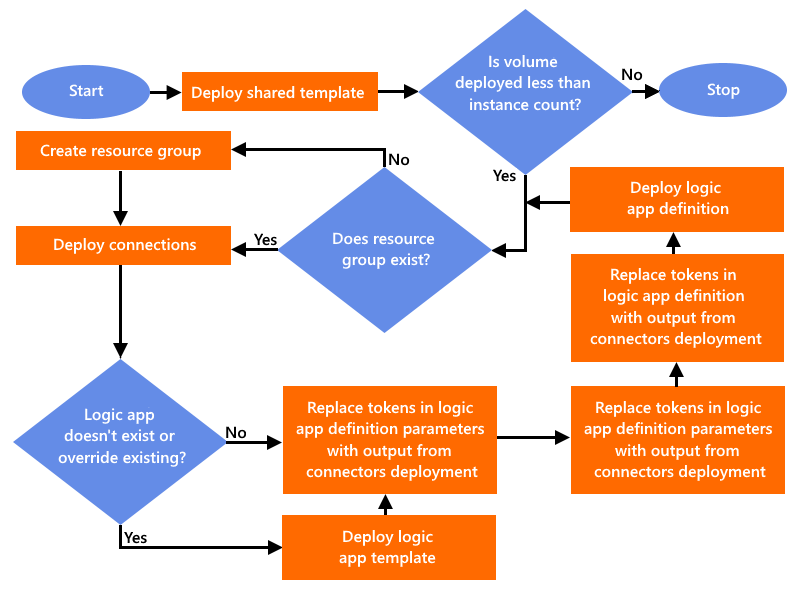 Start
Deploy shared template
Is volume
deployed less than
instance count?
No
Stop
Yes
Create resource group
No
Does resource
group exist?
Yes
Deploy connections
Logic app
doesn't exist or
override existing?
No
Yes
Deploy logic
app template
Replace tokens in logic
app definition parameters
with output from
connectors deployment
Replace tokens in logic
app definition parameters
with output from
connectors deployment
Replace tokens in
logic app definition
with output from
connectors deployment
Deploy logic
app definition